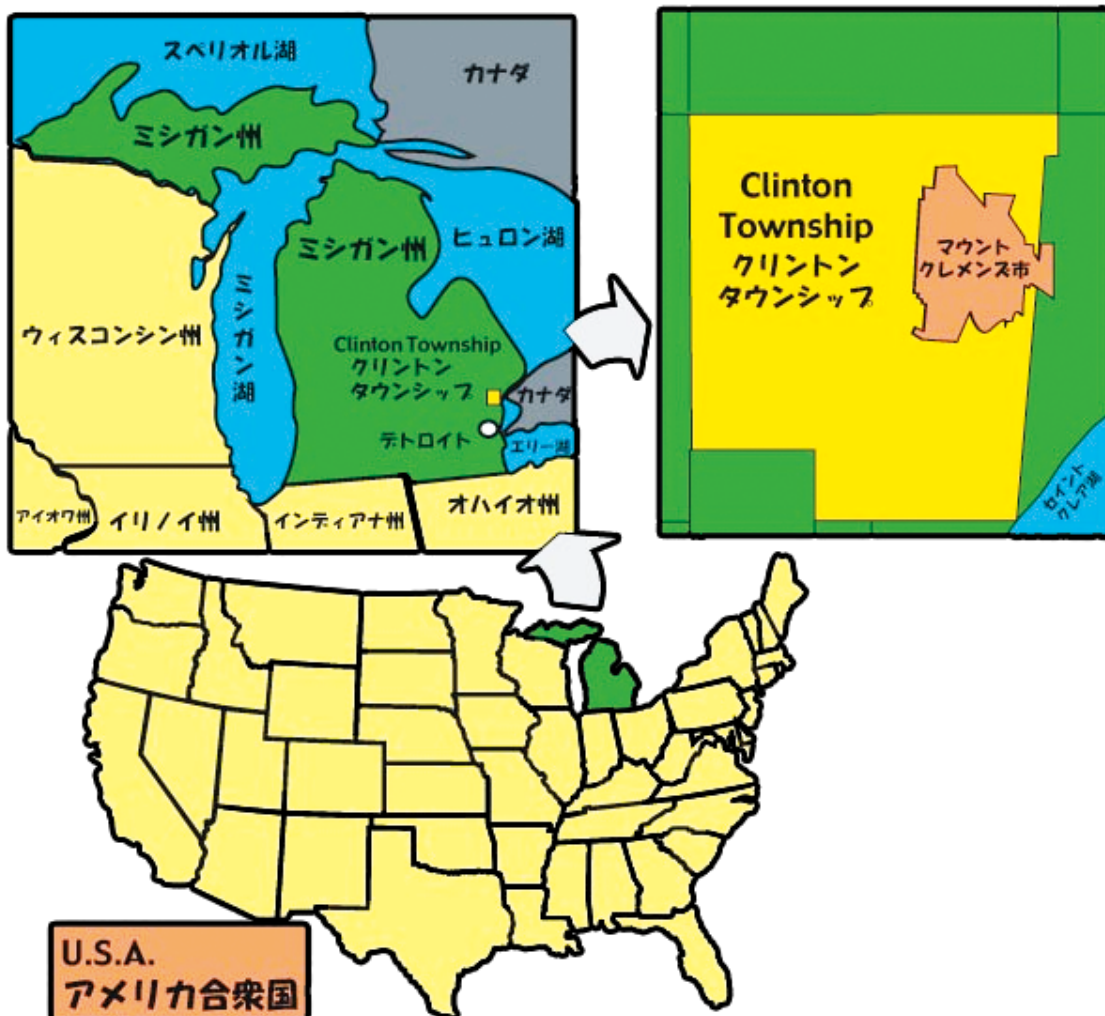 スペリオル湖
カナダ
ミシガン州
ミシガン州
ヒュロン湖
ミシガン湖
ウィスコンシン州
Clinton Township
クリントン
タウンシップ
カナダ
デトロイト
エリー湖
アイオワ州
イリノイ州
インディアナ州
オハイオ州
Clinton
Township
クリントン
タウンシップ
マウント
クレメンズ市
セイント
クレア湖
U.S.A.
アメリカ合衆国